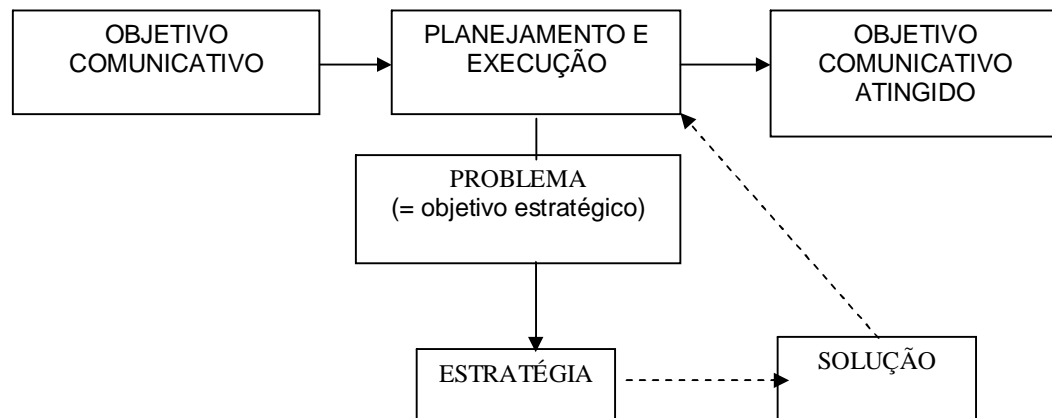 OBJETIVO
COMUNICATIVO
PLANEJAMENTO E
EXECUÇÃO
OBJETIVO
COMUNICATIVO
ATINGIDO
PROBLEMA
(= objetivo estratégico)
ESTRATÉGIA
SOLUÇÃO